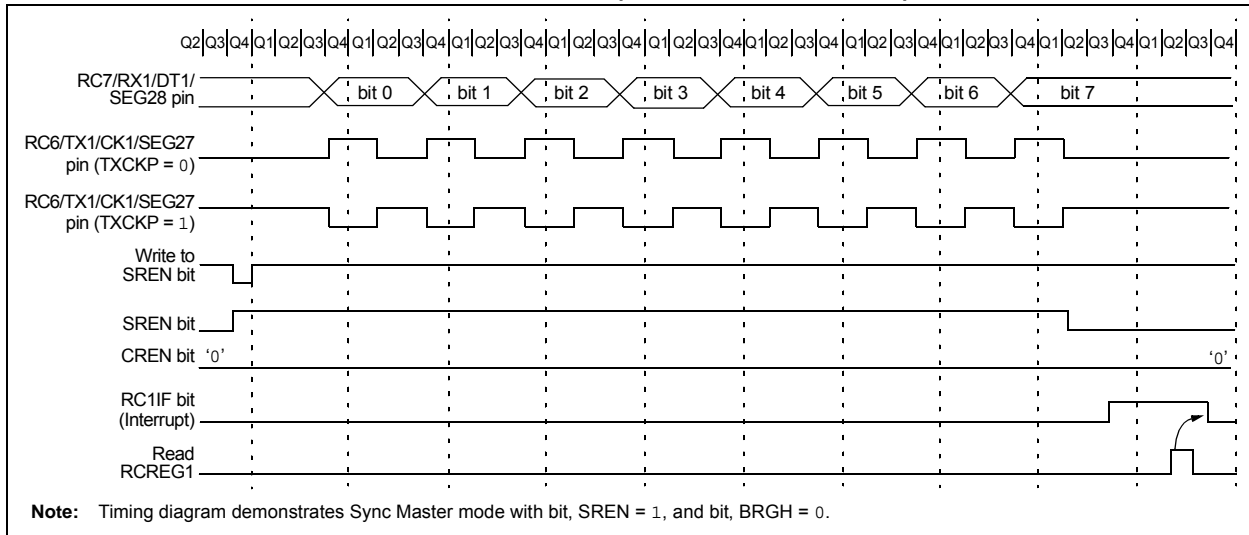 Q2 Q3 Q4 Q1 Q2 Q3 Q4 Q1 Q2 Q3 Q4 Q1 Q2 Q3 Q4 Q1 Q2 Q3 Q4 Q1 Q2 Q3 Q4 Q1 Q2 Q3 Q4 Q1 Q2 Q3 Q4 Q1 Q2 Q3 Q4 Q1 Q2 Q3 Q4 Q1 Q2 Q3 Q4
RC7/RX1/DT1/
SEG28 pin
bit 0 bit 1 bit 2 bit 3 bit 4 bit 5 bit 6 bit 7
RC6/TX1/CK1/SEG27
pin (TXCKP = 0)
RC6/TX1/CK1/SEG27
pin (TXCKP = 1)
Write to
SREN bit
SREN bit
CREN bit ‘0’ ‘0’
RC1IF bit
(Interrupt)
Read
RCREG1
Note: Timing diagram demonstrates Sync Master mode with bit, SREN = 1, and bit, BRGH = 0.